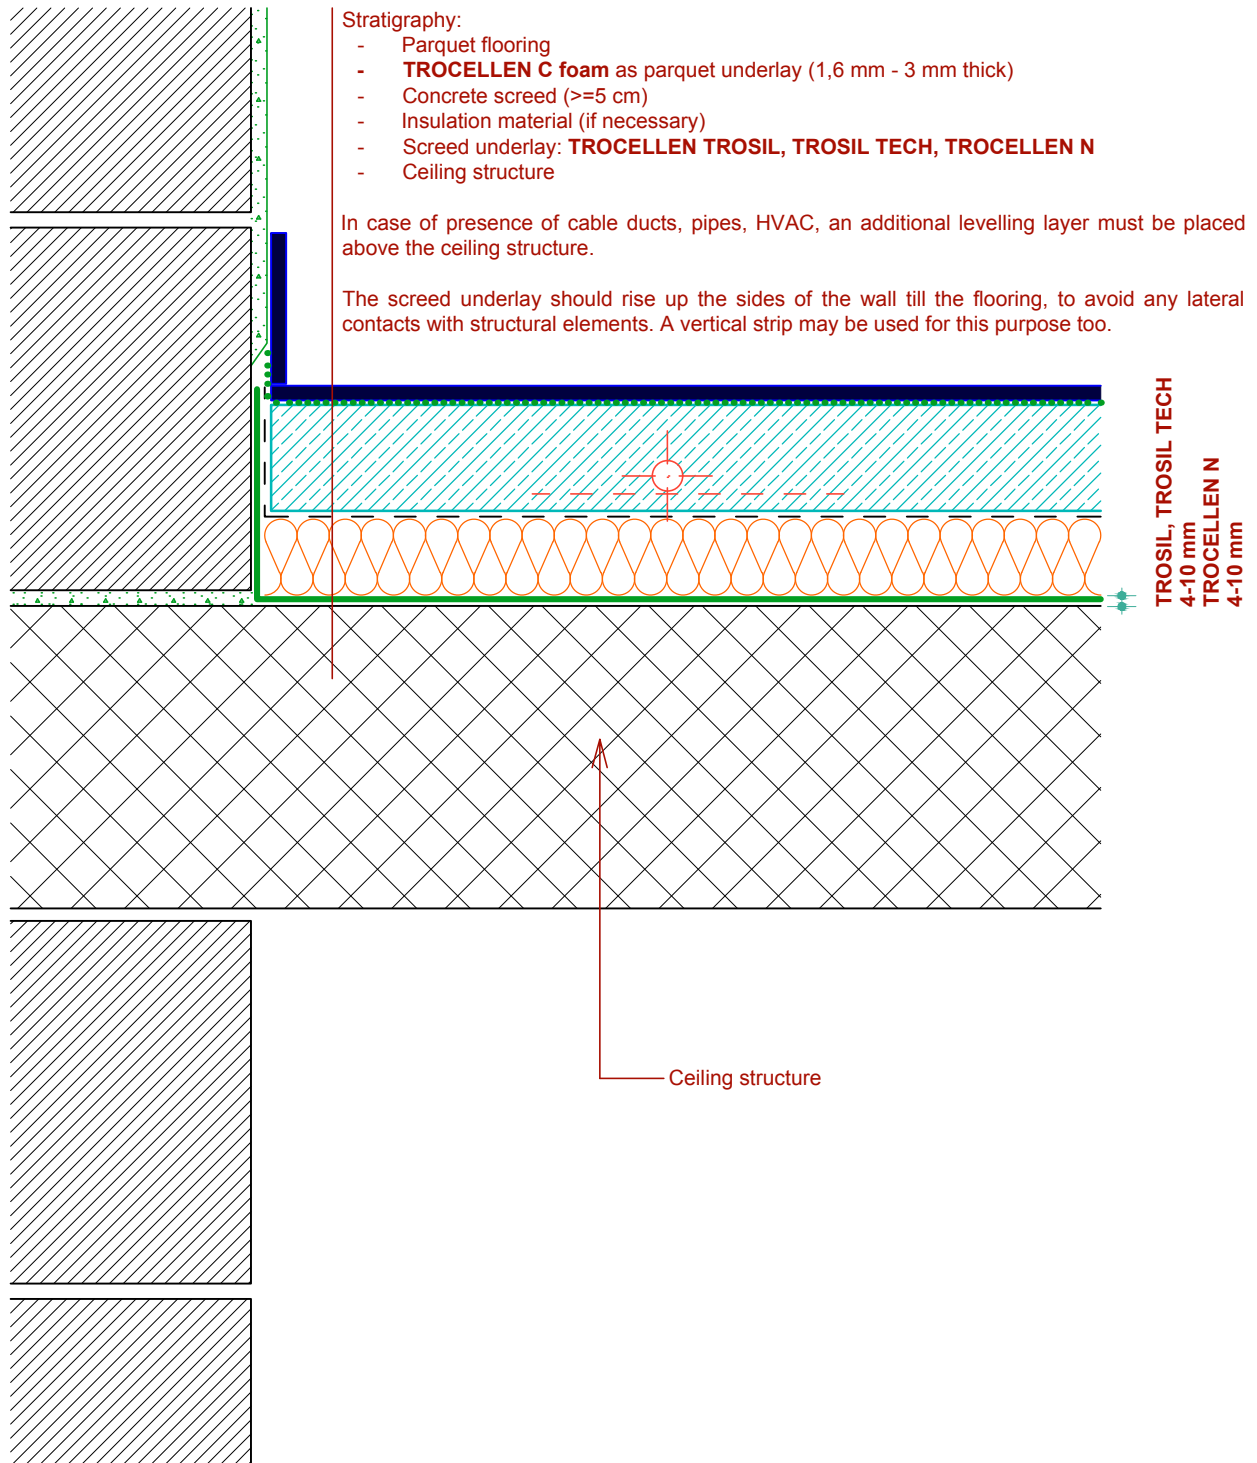 Stratigraphy:
- Parquet flooring
- TROCELLEN C foam as parquet underlay (1,6 mm - 3 mm thick)
- Concrete screed (>=5 cm)
- Insulation material (if necessary)
- Screed underlay: TROCELLEN TROSIL, TROSIL TECH, TROCELLEN N
- Ceiling structure
In case of presence of cable ducts, pipes, HVAC, an additional levelling layer must be placed
above the ceiling structure.
The screed underlay should rise up the sides of the wall till the flooring, to avoid any lateral
contacts with structural elements. A vertical strip may be used for this purpose too.
TROSIL, TROSIL TECH
4-10 mm
TROCELLEN N
4-10 mm
Ceiling structure